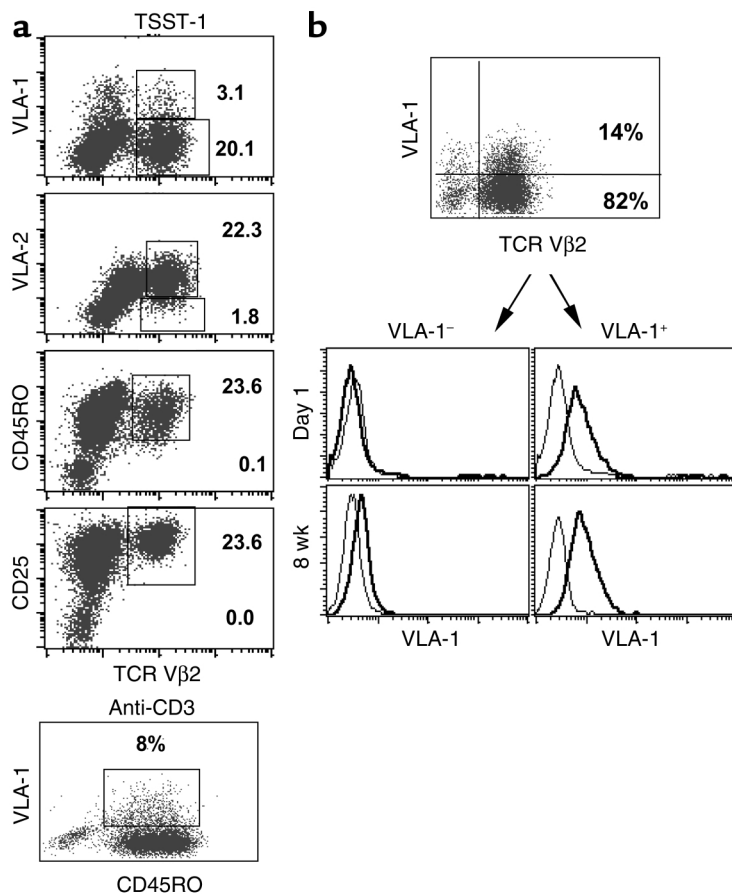 a
TSST-1
VLA-1
3.1
20.1
VLA-2
22.3
1.8
CD45RO
23.6
0.1
CD25
23.6
0.0
TCR Vβ2
Anti-CD3
VLA-1
8%
CD45RO
b
VLA-1
14%
82%
TCR Vβ2
VLA-1⁻
VLA-1⁺
Day 1
8 wk
VLA-1
VLA-1